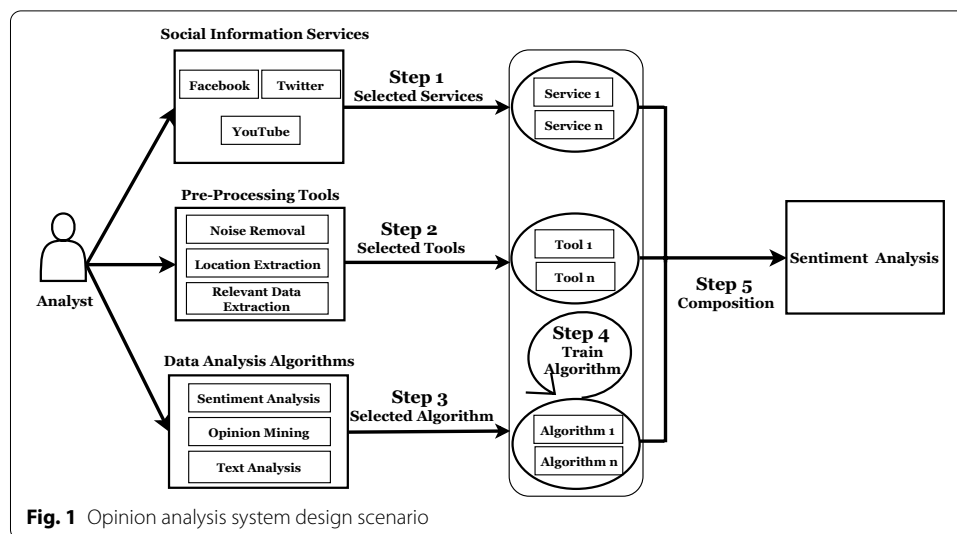 Social Information Services
Facebook
Twitter
YouTube
Step 1
Selected Services
Service 1
Service n
Pre-Processing Tools
Noise Removal
Location Extraction
Relevant Data
Extraction
Step 2
Selected Tools
Tool 1
Tool n
Analyst
Step 4
Train
Algorithm
Data Analysis Algorithms
Sentiment Analysis
Opinion Mining
Text Analysis
Step 3
Selected Algorithm
Algorithm 1
Algorithm n
Step 5
Composition
Sentiment Analysis
Fig. 1 Opinion analysis system design scenario